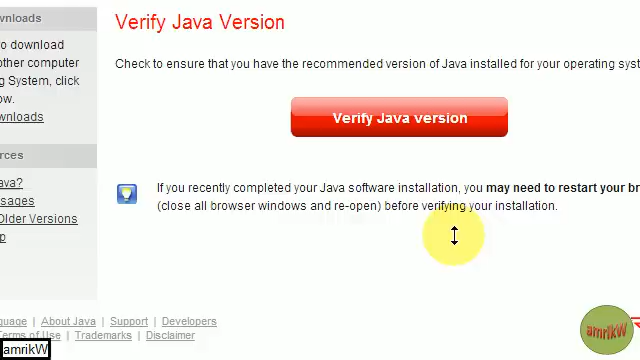 wnloads
o download
other computer
g System, click
ow.
wnloads
rces
ava?
sages
Older Versions
p
Verify Java Version
Check to ensure that you have the recommended version of Java installed for your operating syst
Verify Java version
If you recently completed your Java software installation, you may need to restart your br
(close all browser windows and re-open) before verifying your installation.
guage | About Java | Support | Developers
Terms of Use | Trademarks | Disclaimer
amrikW
amrikW